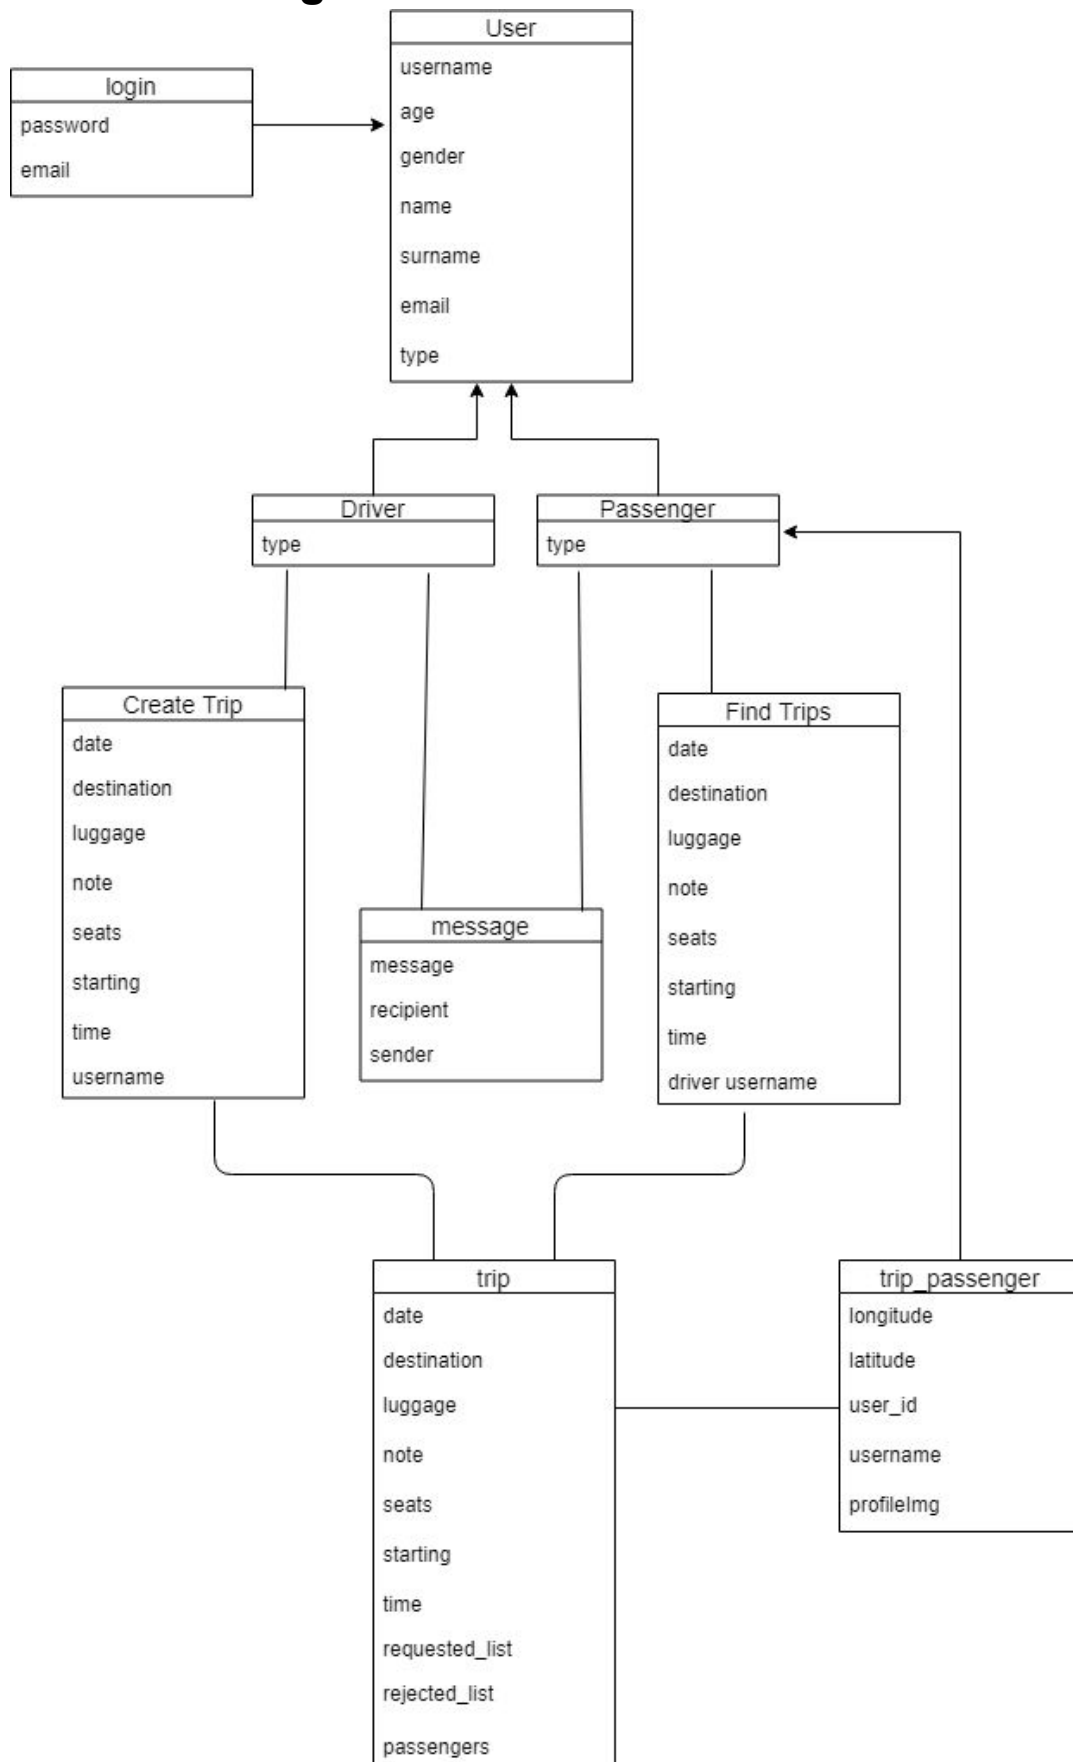 User
username
age
gender
name
surname
email
type
login
password
email
Driver
type
Passenger
type
Create Trip
date
destination
luggage
note
seats
starting
time
username
message
message
recipient
sender
Find Trips
date
destination
luggage
note
seats
starting
time
driver username
trip
date
destination
luggage
note
seats
starting
time
requested_list
rejected_list
passengers
trip_passenger
longitude
latitude
user_id
username
profileImg